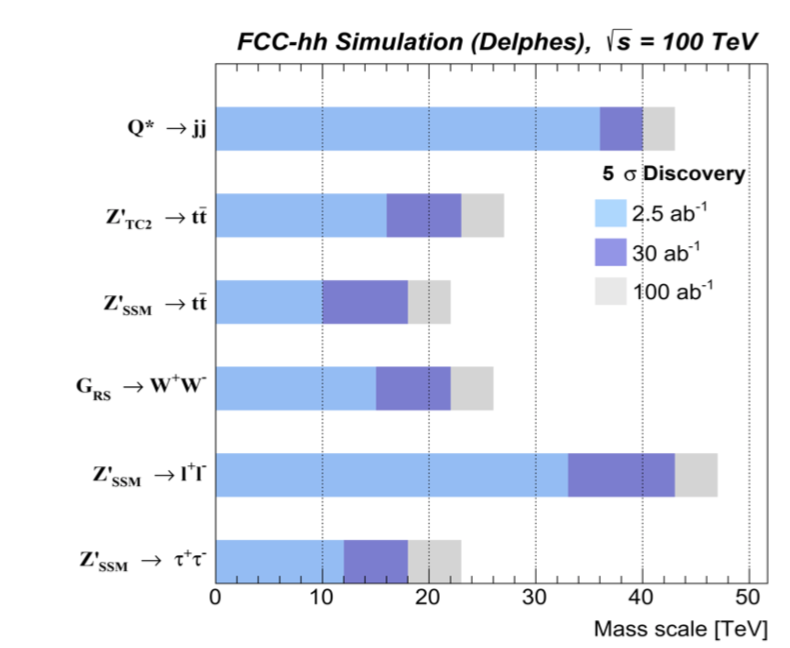 FCC-hh Simulation (Delphes), √s = 100 TeV
Q* → jj
5 σ Discovery
2.5 ab⁻¹
Z'TC2 → tt̄
30 ab⁻¹
100 ab⁻¹
Z'SSM → tt̄
GRS → W⁺W⁻
Z'SSM → l⁺l⁻
Z'SSM → τ⁺τ⁻
0 10 20 30 40 50
Mass scale [TeV]